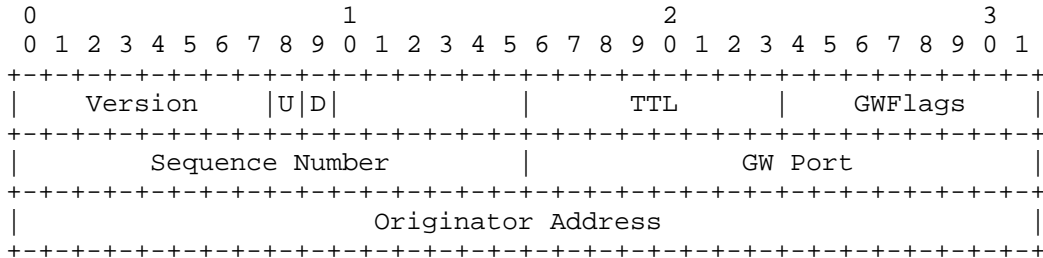 0                   1                   2                   3
 0 1 2 3 4 5 6 7 8 9 0 1 2 3 4 5 6 7 8 9 0 1 2 3 4 5 6 7 8 9 0 1
+-+-+-+-+-+-+-+-+-+-+-+-+-+-+-+-+-+-+-+-+-+-+-+-+-+-+-+-+-+-+-+-+
|    Version    |U|D|           |      TTL      |    GWFlags    |
+-+-+-+-+-+-+-+-+-+-+-+-+-+-+-+-+-+-+-+-+-+-+-+-+-+-+-+-+-+-+-+-+
|        Sequence Number        |             GW Port           |
+-+-+-+-+-+-+-+-+-+-+-+-+-+-+-+-+-+-+-+-+-+-+-+-+-+-+-+-+-+-+-+-+
|                      Originator Address                       |
+-+-+-+-+-+-+-+-+-+-+-+-+-+-+-+-+-+-+-+-+-+-+-+-+-+-+-+-+-+-+-+-+